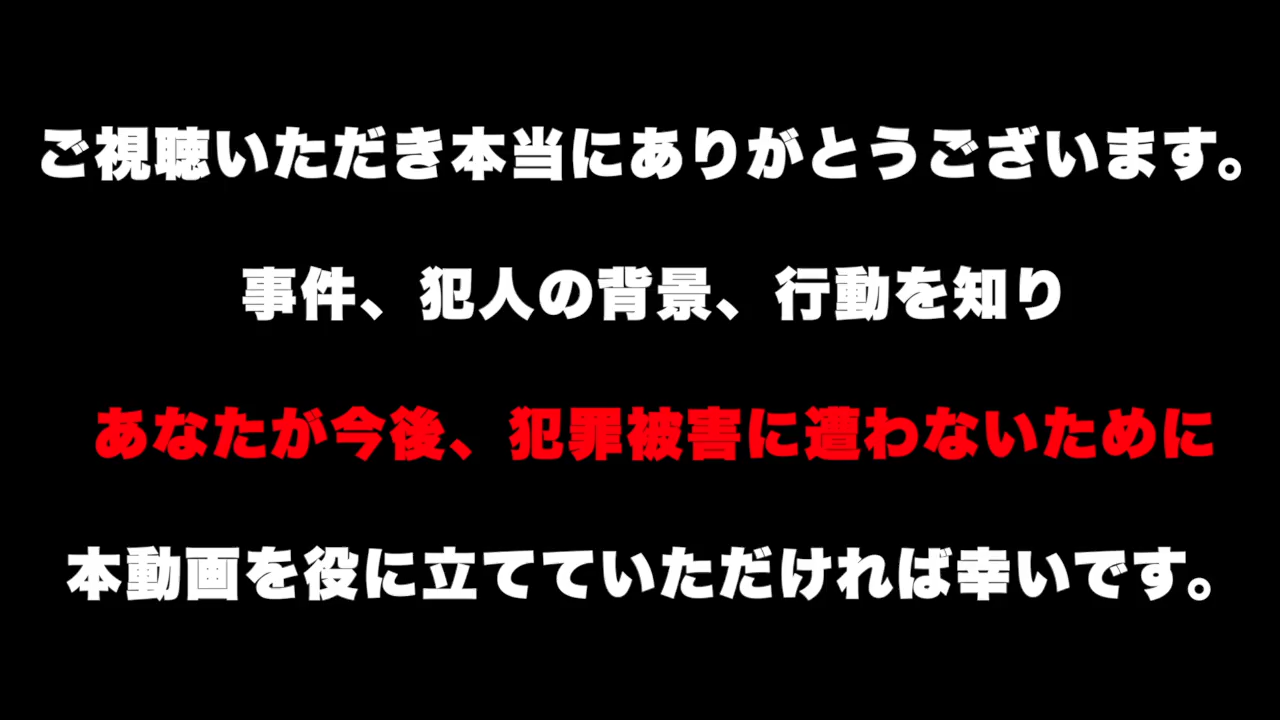 ご視聴いただき本当にありがとうございます。
事件、犯人の背景、行動を知り
あなたが今後、犯罪被害に遭わないために
本動画を役に立てていただければ幸いです。